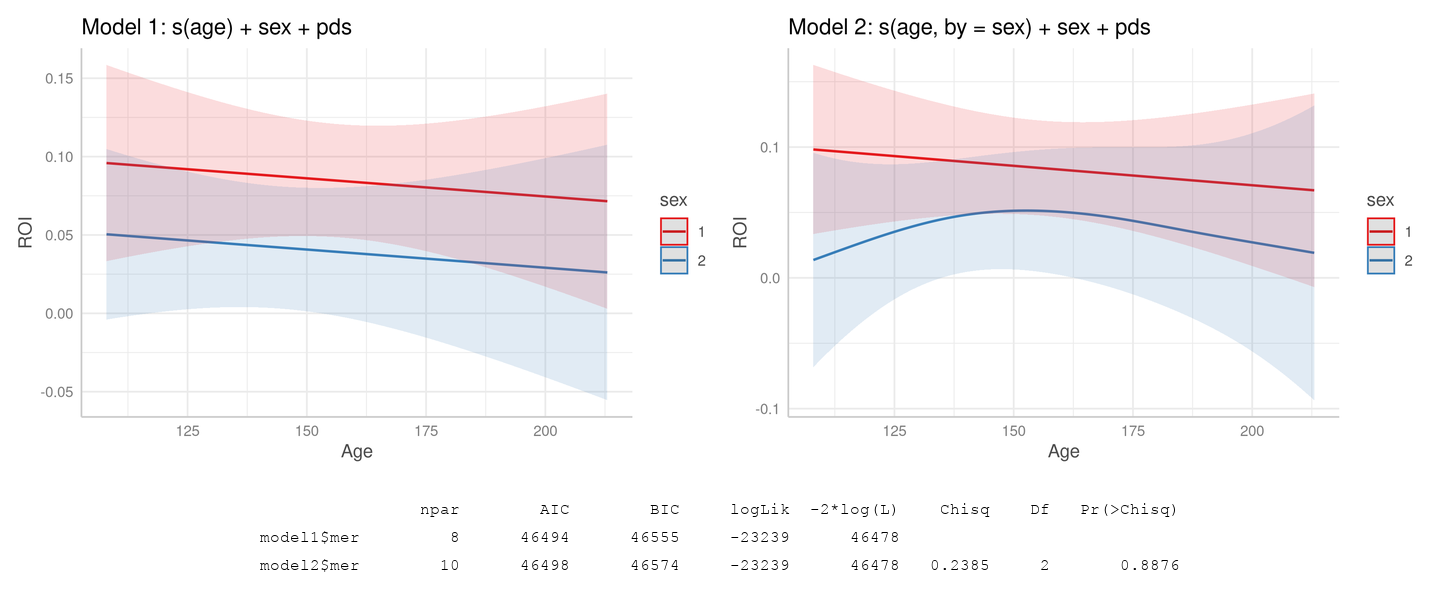 Model 1: s(age) + sex + pds
0.15
0.10
0.05
0.00
-0.05
ROI
125 150 175 200
Age
sex
1
2
Model 2: s(age, by = sex) + sex + pds
0.1
0.0
-0.1
ROI
125 150 175 200
Age
sex
1
2
npar AIC BIC logLik -2*log(L) Chisq Df Pr(>Chisq)
model1$mer 8 46494 46555 -23239 46478
model2$mer 10 46498 46574 -23239 46478 0.2385 2 0.8876